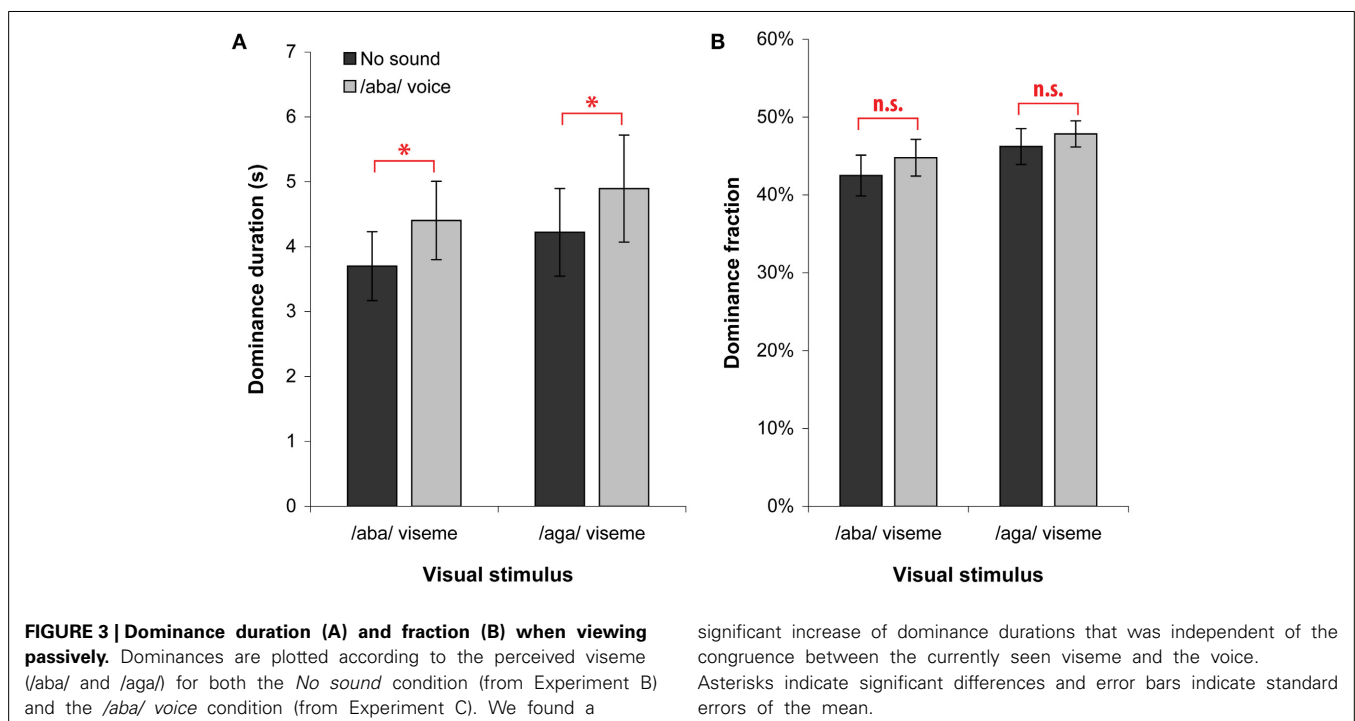 A
7
6
5
4
3
2
1
0
Dominance duration (s)
No sound
/aba/ voice
*
*
/aba/ viseme
/aga/ viseme
Visual stimulus
B
60%
50%
40%
30%
20%
10%
0%
Dominance fraction
n.s.
n.s.
/aba/ viseme
/aga/ viseme
Visual stimulus
FIGURE 3 | Dominance duration (A) and fraction (B) when viewing
passively. Dominances are plotted according to the perceived viseme
(/aba/ and /aga/) for both the No sound condition (from Experiment B)
and the /aba/ voice condition (from Experiment C). We found a
significant increase of dominance durations that was independent of the
congruence between the currently seen viseme and the voice.
Asterisks indicate significant differences and error bars indicate standard
errors of the mean.